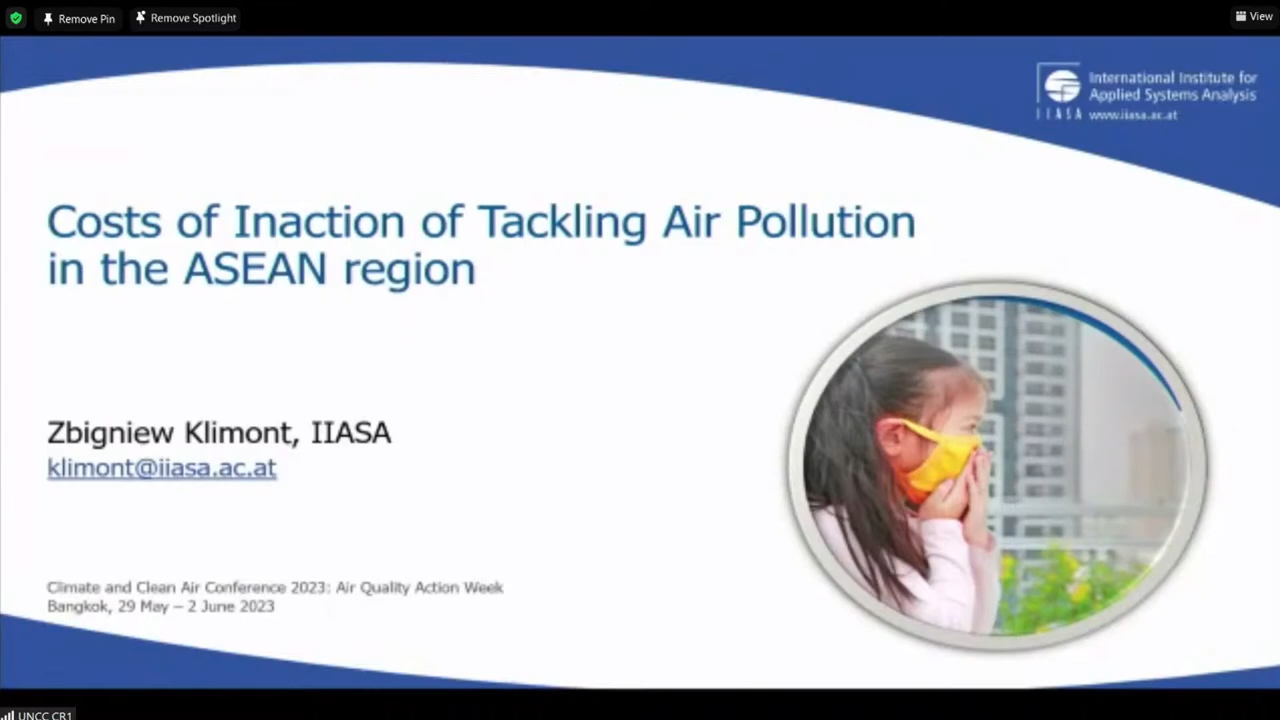 Remove Pin
Remove Spotlight
View
International Institute for
Applied Systems Analysis
IIASA www.iiasa.ac.at
Costs of Inaction of Tackling Air Pollution
in the ASEAN region
Zbigniew Klimont, IIASA
klimont@iiasa.ac.at
Climate and Clean Air Conference 2023: Air Quality Action Week
Bangkok, 29 May – 2 June 2023
UNCC CR1